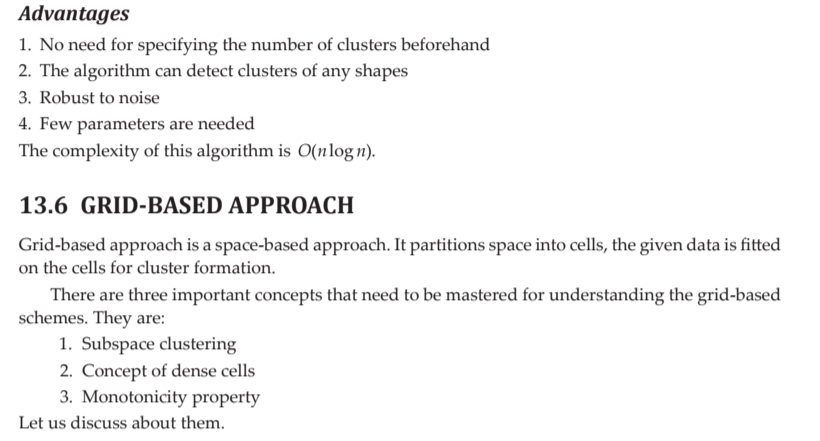 Advantages
1. No need for specifying the number of clusters beforehand
2. The algorithm can detect clusters of any shapes
3. Robust to noise
4. Few parameters are needed
The complexity of this algorithm is O(n log n).
13.6 GRID-BASED APPROACH
Grid-based approach is a space-based approach. It partitions space into cells, the given data is fitted
on the cells for cluster formation.
There are three important concepts that need to be mastered for understanding the grid-based
schemes. They are:
1. Subspace clustering
2. Concept of dense cells
3. Monotonicity property
Let us discuss about them.